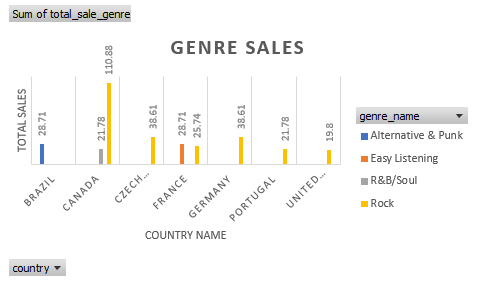 Sum of total_sale_genre
GENRE SALES
TOTAL SALES
28.71
21.78
110.88
38.61
28.71
25.74
38.61
21.78
19.8
BRAZIL
CANADA
CZECH...
FRANCE
GERMANY
PORTUGAL
UNITED...
COUNTRY NAME
genre_name
Alternative & Punk
Easy Listening
R&B/Soul
Rock
country